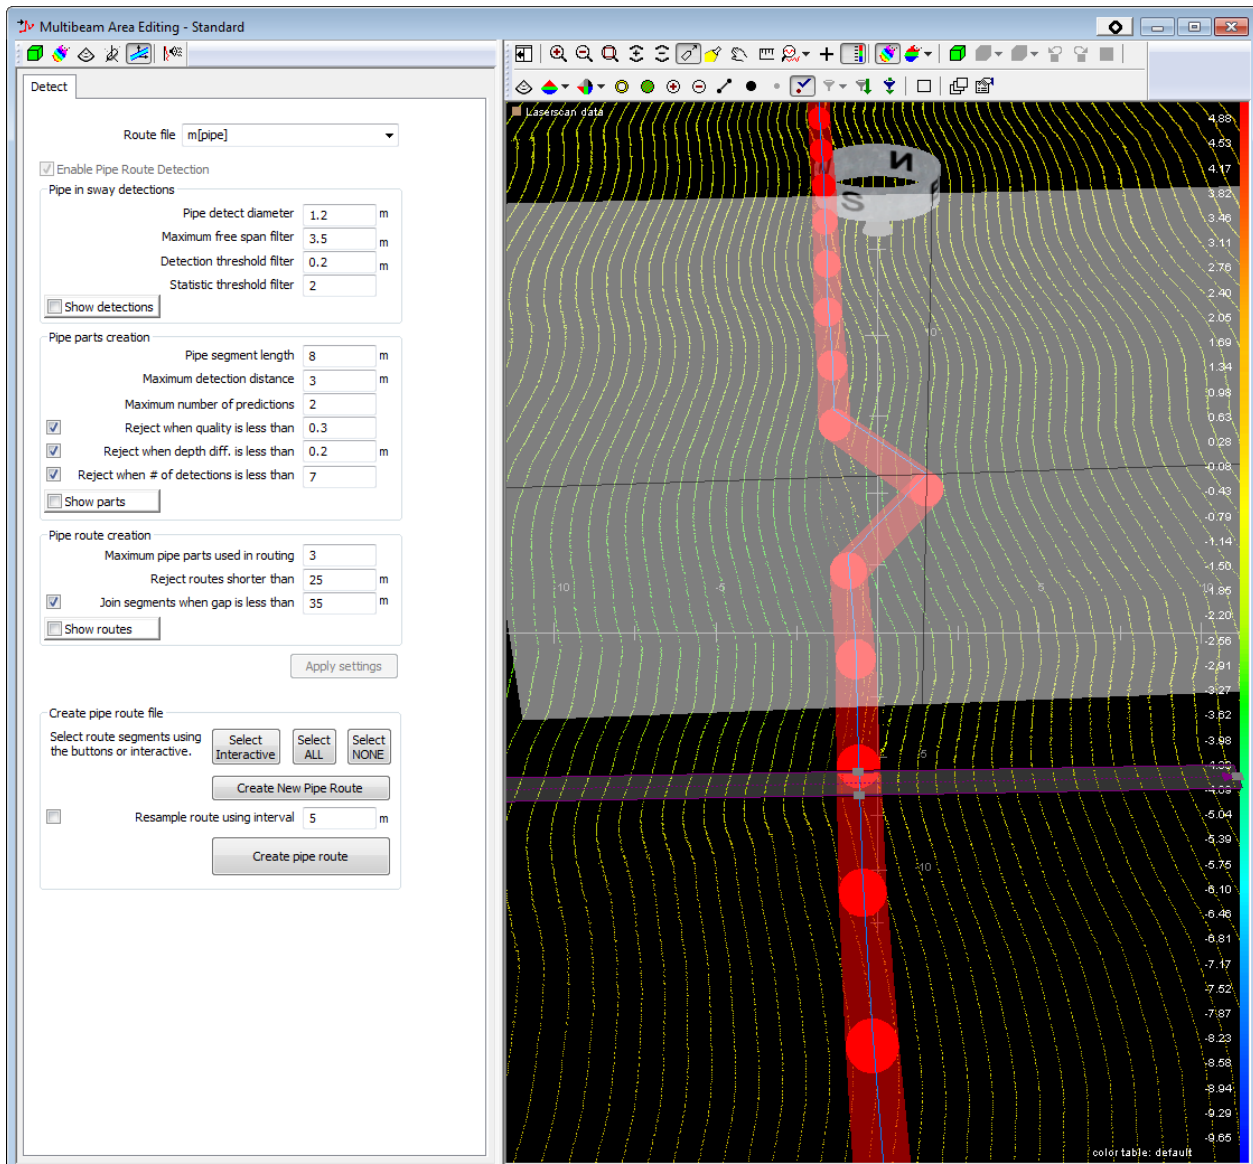 Multibeam Area Editing - Standard
Detect
Route file m[pipe]
Enable Pipe Route Detection
Pipe in sway detections
Pipe detect diameter 1.2 m
Maximum free span filter 3.5 m
Detection threshold filter 0.2 m
Statistic threshold filter 2
Show detections
Pipe parts creation
Pipe segment length 8 m
Maximum detection distance 3 m
Maximum number of predictions 2
Reject when quality is less than 0.3
Reject when depth diff. is less than 0.2 m
Reject when # of detections is less than 7
Show parts
Pipe route creation
Maximum pipe parts used in routing 3
Reject routes shorter than 25 m
Join segments when gap is less than 35 m
Show routes
Apply settings
Create pipe route file
Select route segments using
the buttons or interactive.
Select
Interactive
Select
ALL
Select
NONE
Create New Pipe Route
Resample route using interval 5 m
Create pipe route
Laserscan data
N
S
4.88
4.53
4.17
3.82
3.46
3.11
2.76
2.40
2.05
1.69
1.34
0.98
0.63
0.28
-0.08
-0.43
-0.79
-1.14
-1.50
-1.85
-2.20
-2.56
-2.91
-3.27
-3.62
-3.98
-5.04
-5.39
-5.75
-6.10
-6.46
-6.81
-7.17
-7.52
-7.87
-8.23
-8.58
-8.94
-9.29
-9.65
-10
-5
5
10
-5
-10
color table: default